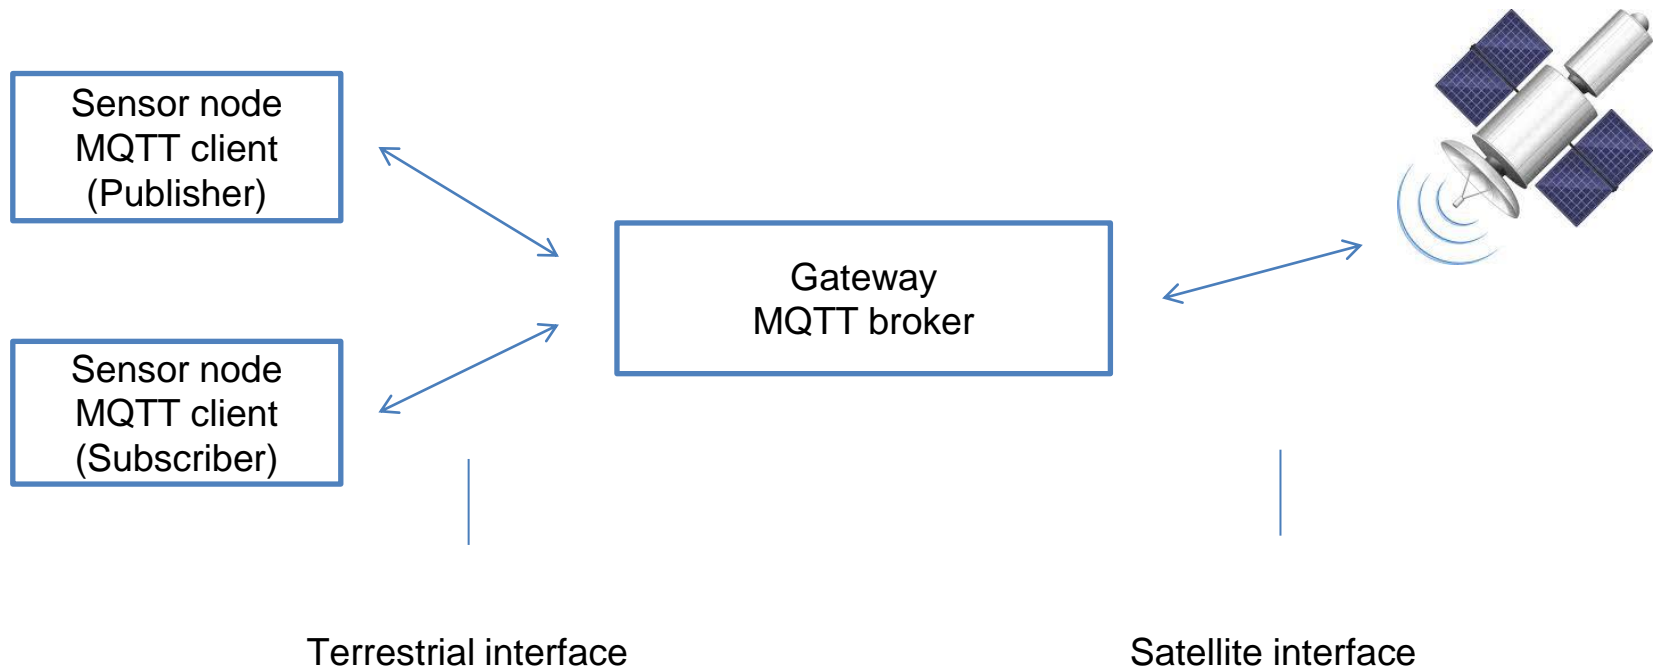 Sensor node
MQTT client
(Publisher)
Gateway
MQTT broker
Sensor node
MQTT client
(Subscriber)
Terrestrial interface
Satellite interface